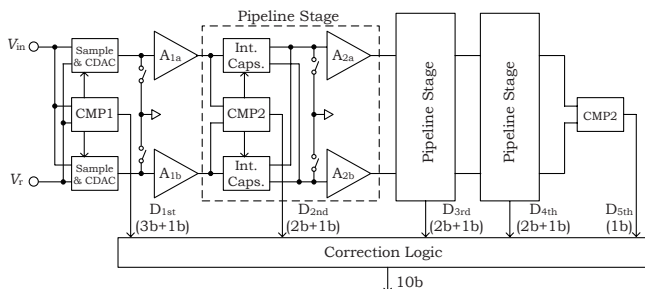 Pipeline Stage
Vin
Sample
& CDAC
A1a
Int.
Caps.
A2a
CMP1
CMP2
Pipeline Stage
Pipeline Stage
CMP2
Vr
Sample
& CDAC
A1b
Int.
Caps.
A2b
D1st
(3b+1b)
D2nd
(2b+1b)
D3rd
(2b+1b)
D4th
(2b+1b)
D5th
(1b)
Correction Logic
10b